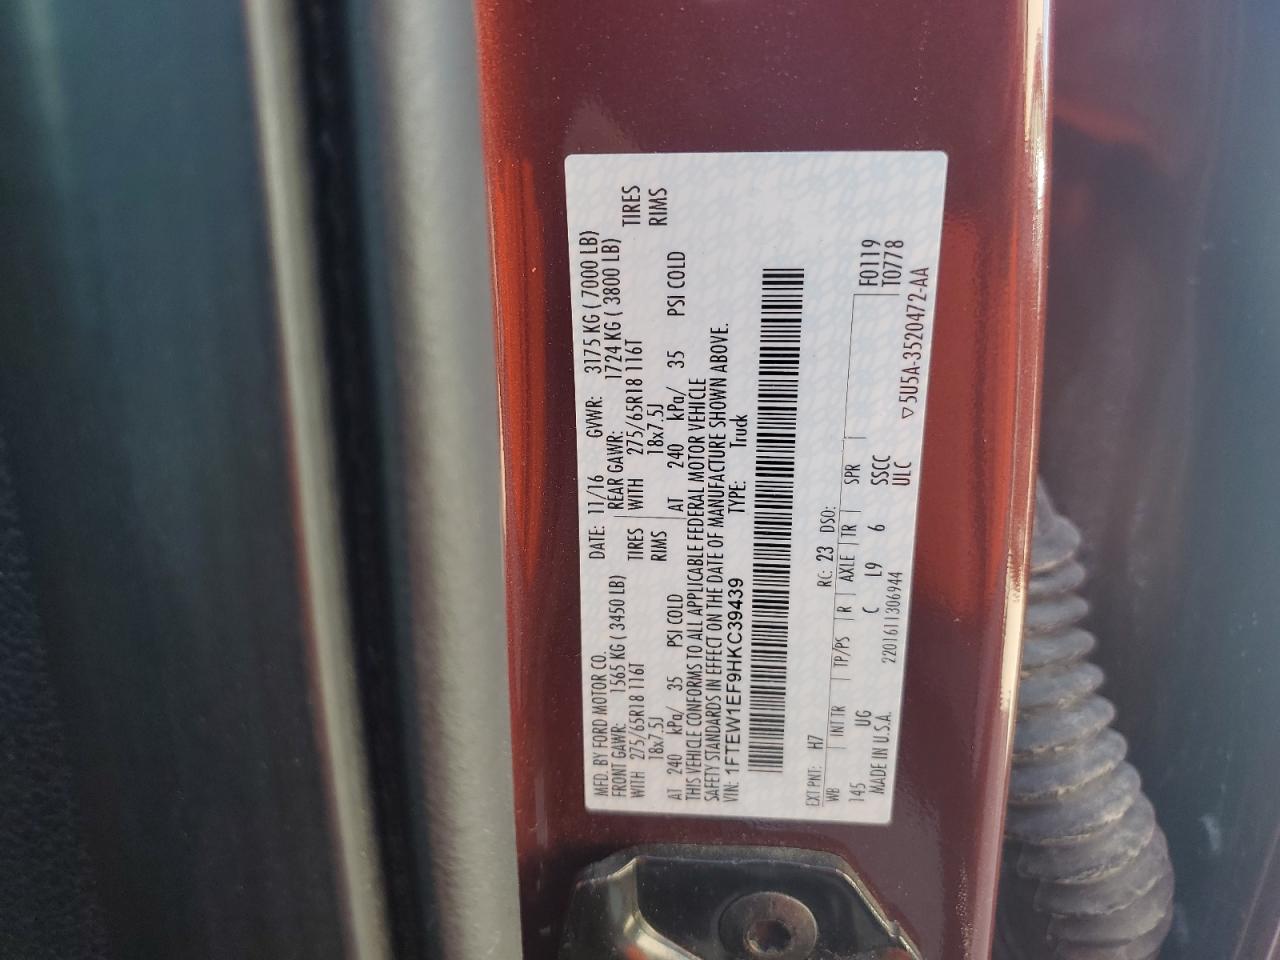 MFD. BY FORD MOTOR CO.
DATE: 11/16 GVWR: 3175 KG ( 7000 LB)
FRONT GAWR: 1565 KG ( 3450 LB) REAR GAWR: 1724 KG ( 3800 LB)
WITH 275/65R18 116T TIRES WITH 275/65R18 116T TIRES
18x7.5J RIMS 18x7.5J RIMS
AT 240 kPa/ 35 PSI COLD AT 240 kPa/ 35 PSI COLD
THIS VEHICLE CONFORMS TO ALL APPLICABLE FEDERAL MOTOR VEHICLE
SAFETY STANDARDS IN EFFECT ON THE DATE OF MANUFACTURE SHOWN ABOVE.
VIN: 1FTEW1EF9HKC39439 TYPE: Truck
EXT PNT: H7 RC: 23 DSO:
WB INT TR TP/PS R AXLE TR SPR F0119
145 UG C L9 6 SSCC T0778
MADE IN U.S.A. 2201611306944 ULC
▽5U5A-3520472-AA